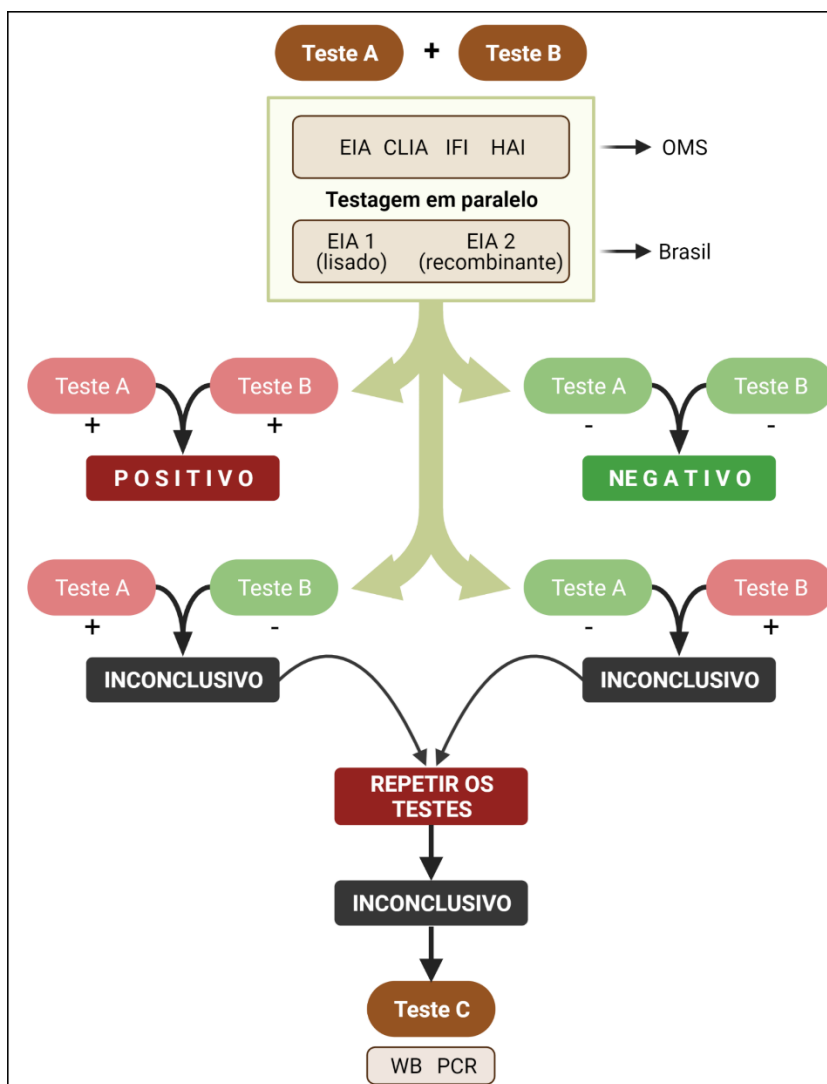 Teste A + Teste B
EIA CLIA IFI HAI
OMS
Testagem em paralelo
EIA 1 EIA 2
(lisado) (recombinante)
Brasil
Teste A Teste B
+ +
POSITIVO
Teste A Teste B
- -
NEGATIVO
Teste A Teste B
+ -
INCONCLUSIVO
Teste A Teste B
- +
INCONCLUSIVO
REPETIR OS
TESTES
INCONCLUSIVO
Teste C
WB PCR